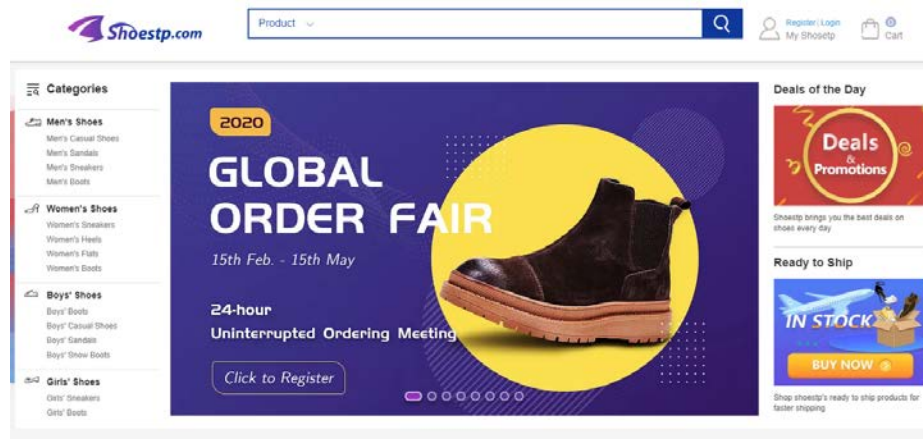 Shoestp.com
Product
Register | Login
My Shosetp
0
Cart
Categories
Men's Shoes
Men's Casual Shoes
Men's Sandals
Men's Sneakers
Men's Boots
Women's Shoes
Women's Sneakers
Women's Heels
Women's Flats
Women's Boots
Boys' Shoes
Boys' Boots
Boys' Casual Shoes
Boys' Sandals
Boys' Snow Boots
Girls' Shoes
Girls' Sneakers
Girls' Boots
2020
GLOBAL
ORDER FAIR
15th Feb. - 15th May
24-hour
Uninterrupted Ordering Meeting
Click to Register
Deals of the Day
Deals
&
Promotions
Shoestp brings you the best deals on
shoes every day
Ready to Ship
IN STOCK
BUY NOW
Shop shoestp's ready to ship products for
faster shipping